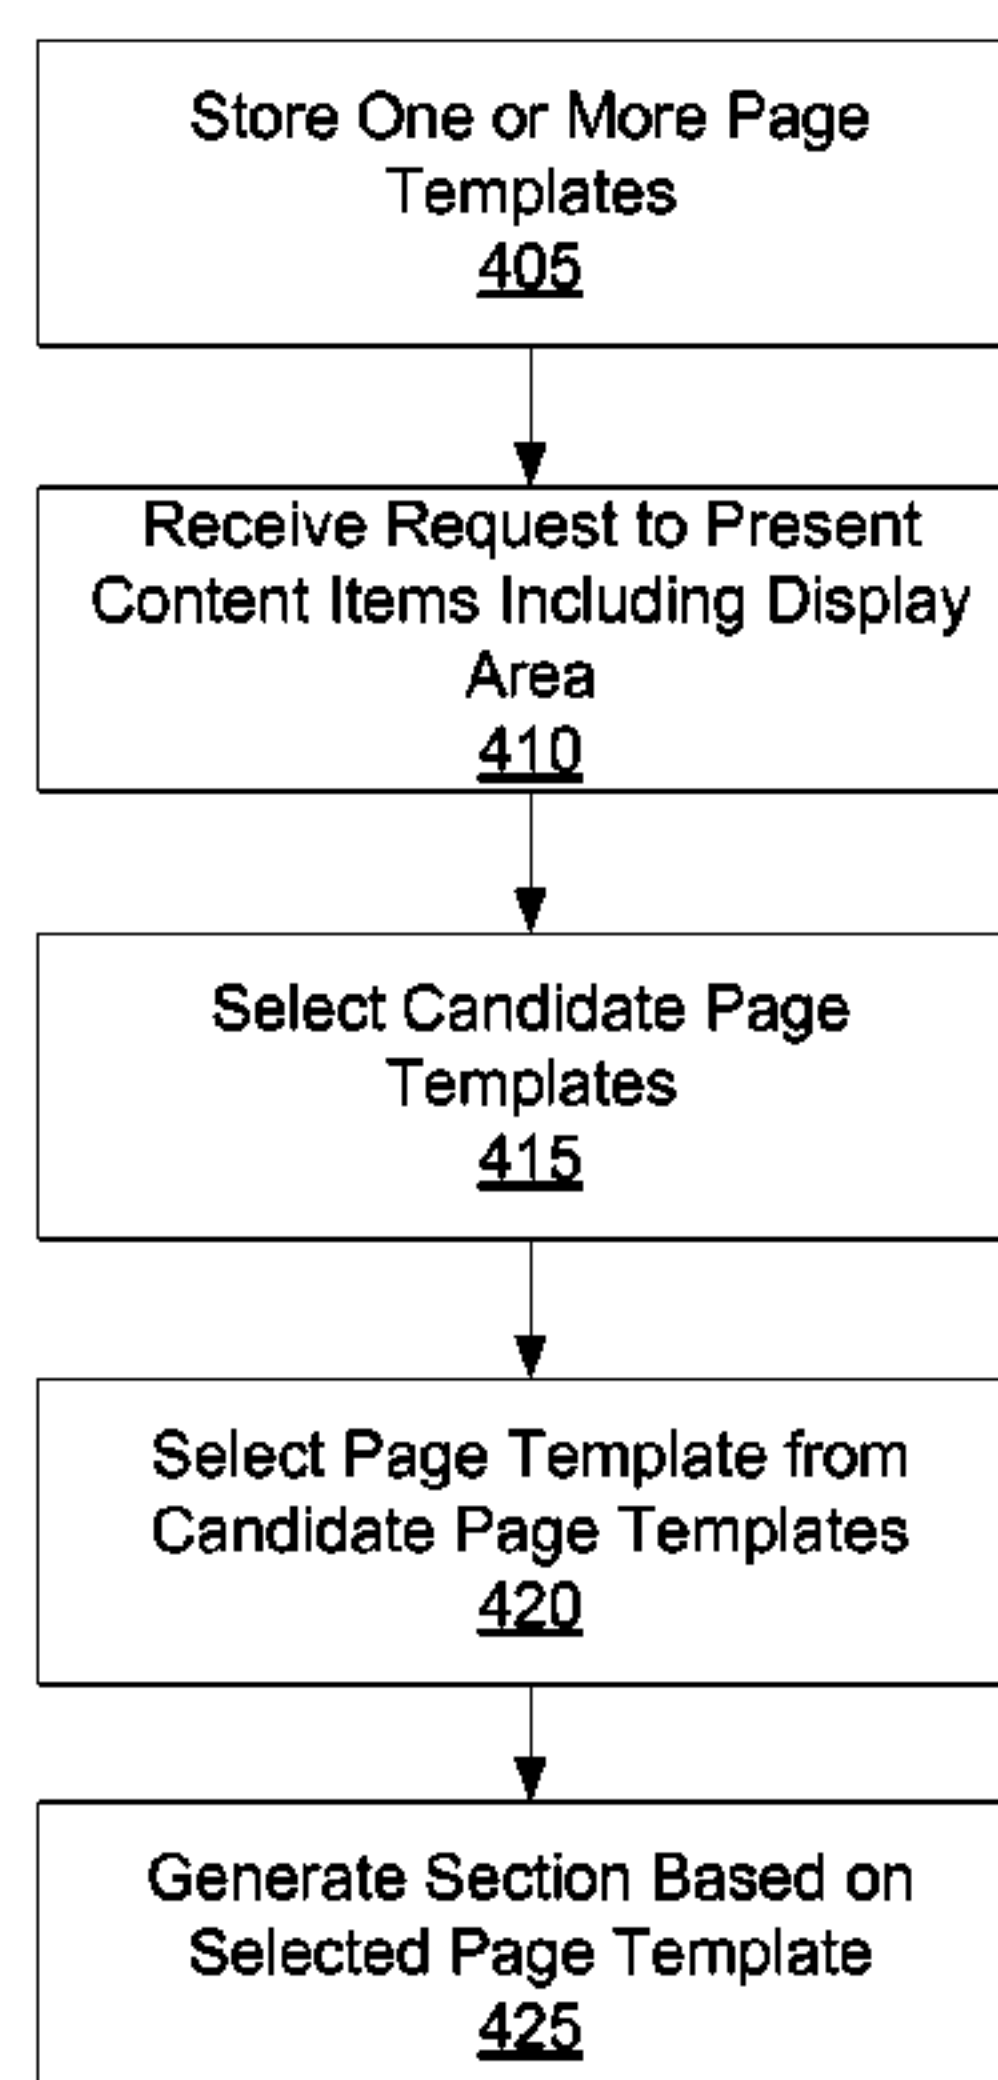 Store One or More Page
Templates
405
Receive Request to Present
Content Items Including Display
Area
410
Select Candidate Page
Templates
415
Select Page Template from
Candidate Page Templates
420
Generate Section Based on
Selected Page Template
425